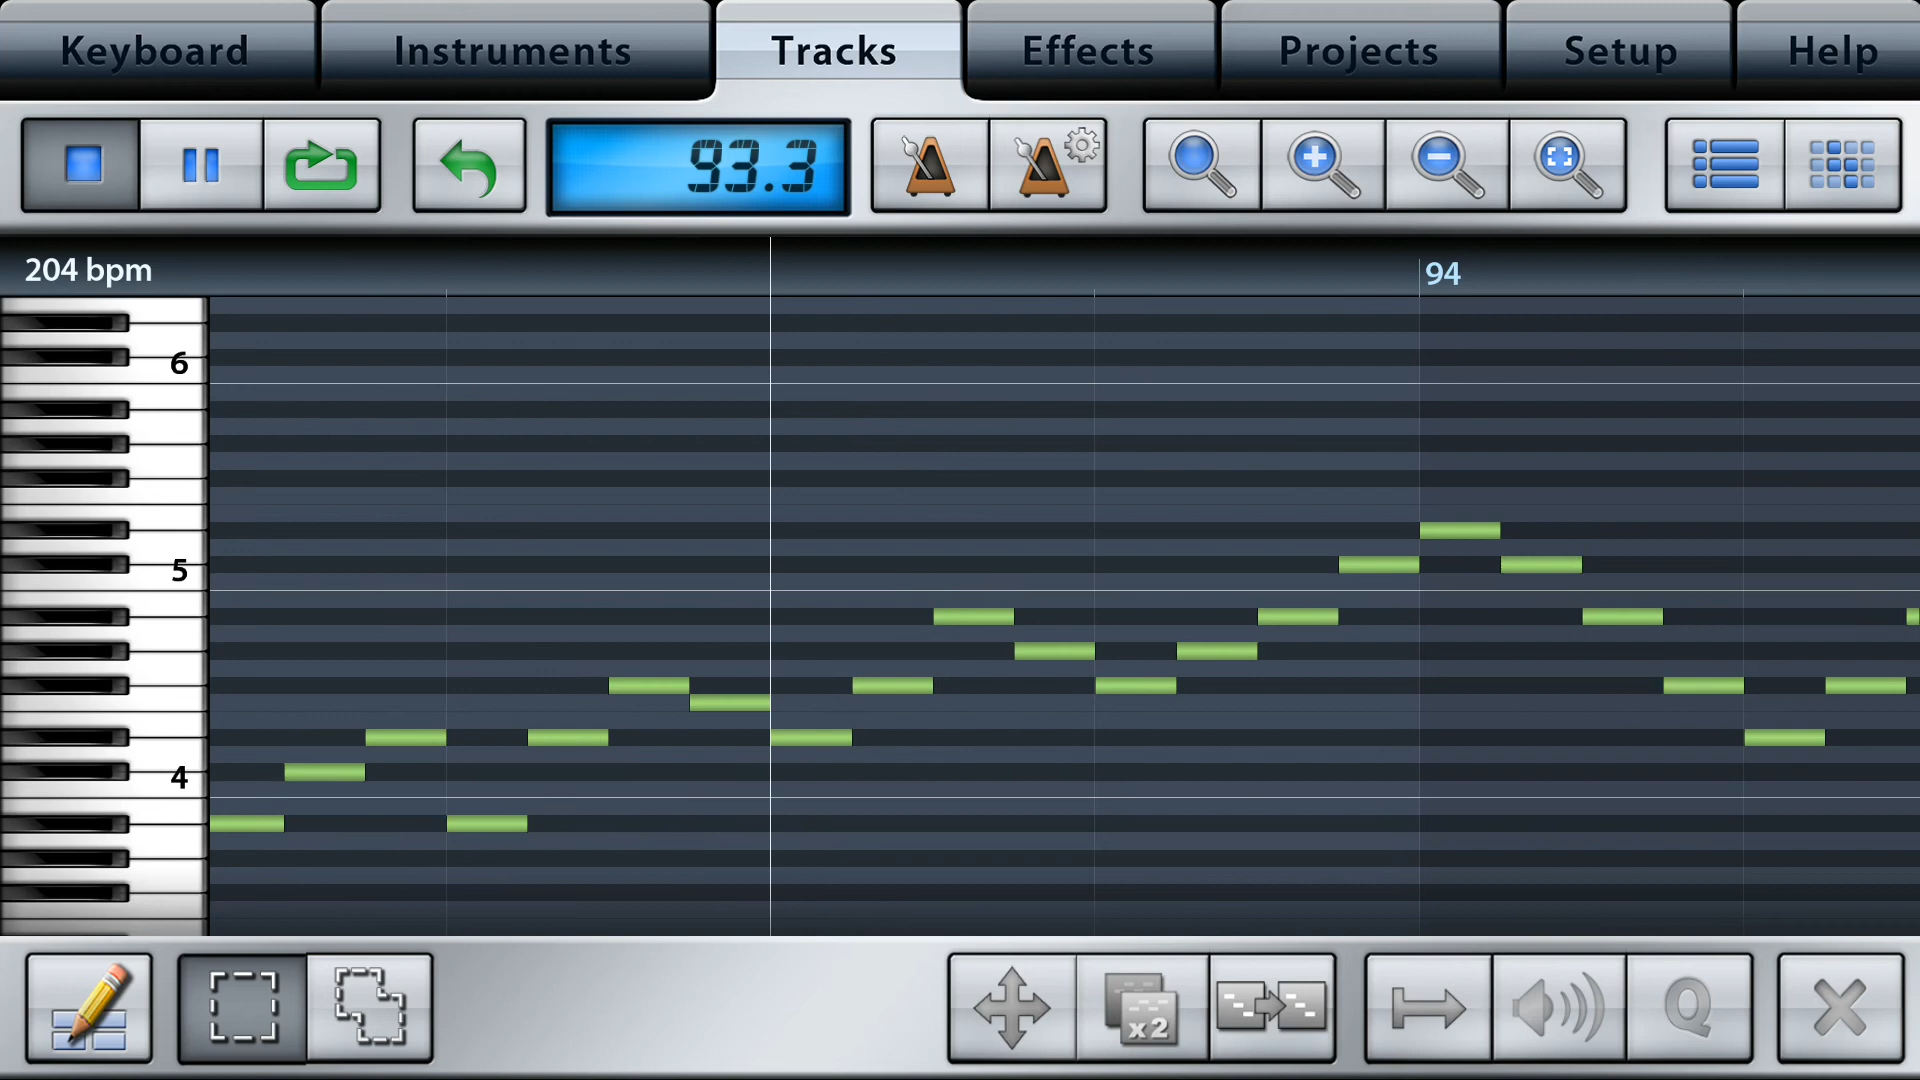 Keyboard Instruments Tracks Effects Projects Setup Help
93.3
204 bpm
94
6
5
4
x2
Q